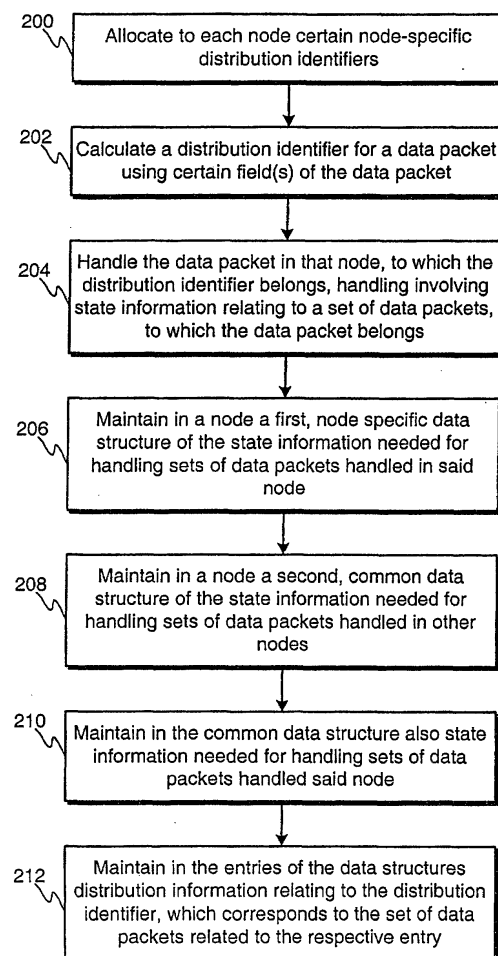 200
Allocate to each node certain node-specific
distribution identifiers
202
Calculate a distribution identifier for a data packet
using certain field(s) of the data packet
204
Handle the data packet in that node, to which the
distribution identifier belongs, handling involving
state information relating to a set of data packets,
to which the data packet belongs
206
Maintain in a node a first, node specific data
structure of the state information needed for
handling sets of data packets handled in said
node
208
Maintain in a node a second, common data
structure of the state information needed for
handling sets of data packets handled in other
nodes
210
Maintain in the common data structure also state
information needed for handling sets of data
packets handled said node
212
Maintain in the entries of the data structures
distribution information relating to the distribution
identifier, which corresponds to the set of data
packets related to the respective entry